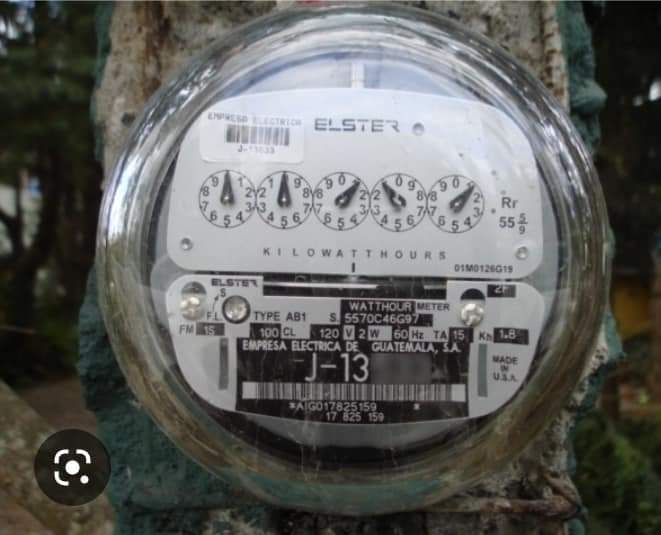 EMPRESA ELECTRICA
ELSTER
Rr
55 5/9
KILOWATTHOURS
01M0126G19
ELSTER
2F
WATTHOUR METER
F.L
S
TYPE AB1 S. 5570C46G97
FM 1S 100 CL 120 V 2 W 60 Hz TA 15 Kh 1.8
EMPRESA ELECTRICA DE GUATEMALA, S.A.
J-13
MADE
IN
U.S.A.
*AIG017825159 *
17 825 159